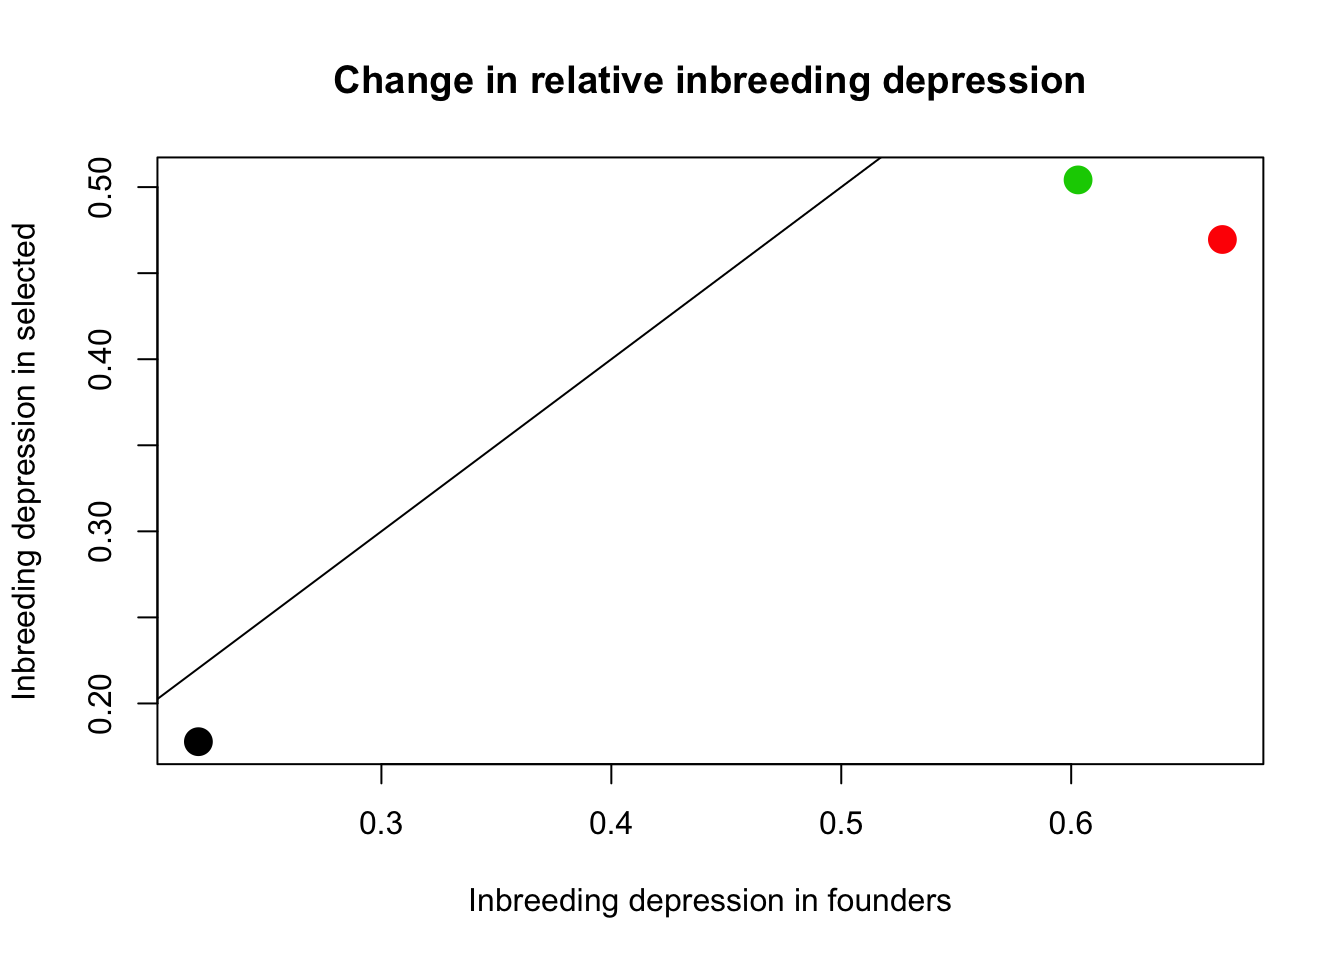 Change in relative inbreeding depression
Inbreeding depression in selected
0.50
0.40
0.30
0.20
0.3
0.4
0.5
0.6
Inbreeding depression in founders